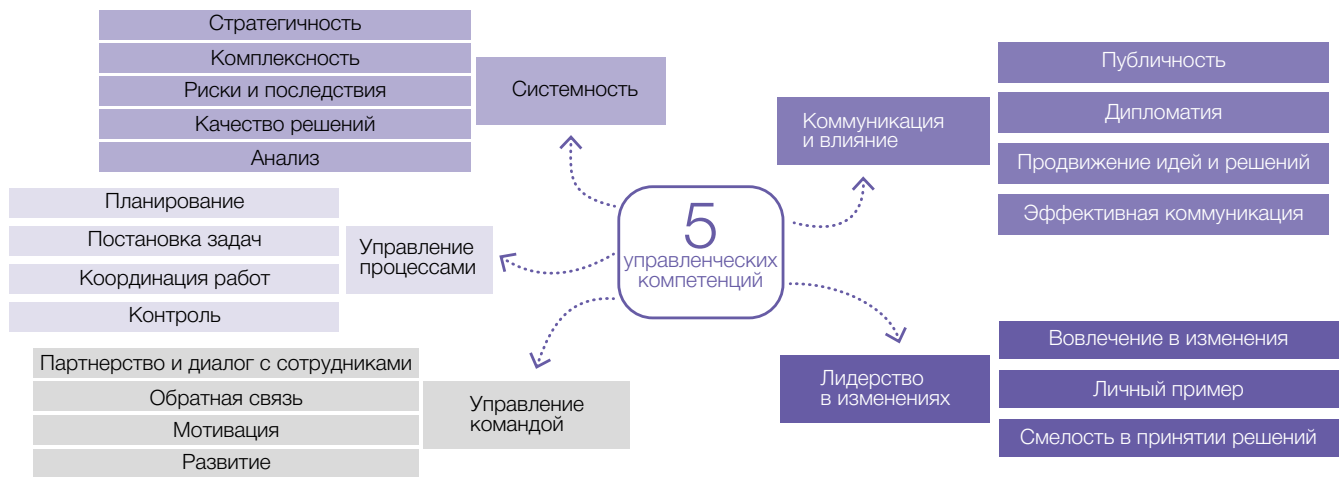 Стратегичность
Комплексность
Риски и последствия
Качество решений
Анализ
Системность
Планирование
Постановка задач
Координация работ
Контроль
Управление
процессами
Партнерство и диалог с сотрудниками
Обратная связь
Мотивация
Развитие
Управление
командой
5
управленческих
компетенций
Коммуникация
и влияние
Публичность
Дипломатия
Продвижение идей и решений
Эффективная коммуникация
Лидерство
в изменениях
Вовлечение в изменения
Личный пример
Смелость в принятии решений